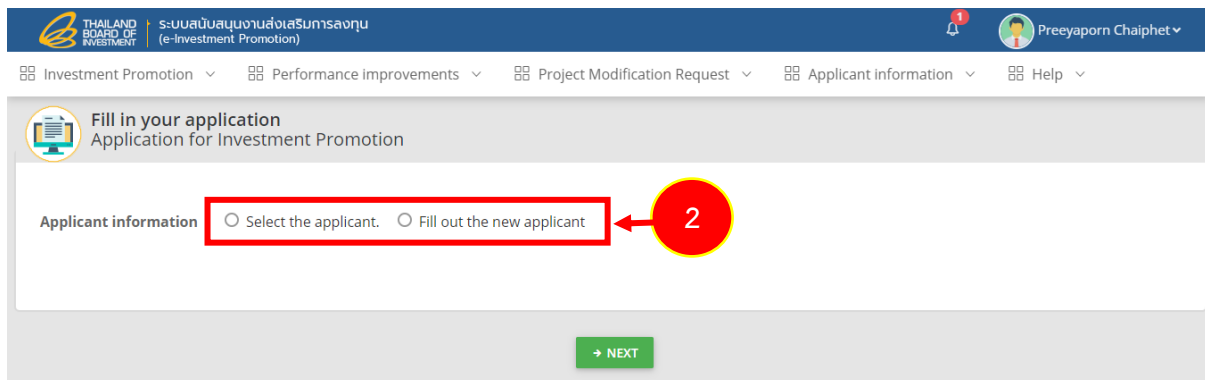 THAILAND
BOARD OF
INVESTMENT
ระบบสนับสนุนงานส่งเสริมการลงทุน
(e-Investment Promotion)
1
Preeyaporn Chaiphet
Investment Promotion
Performance improvements
Project Modification Request
Applicant information
Help
Fill in your application
Application for Investment Promotion
Applicant information
Select the applicant.
Fill out the new applicant
2
NEXT